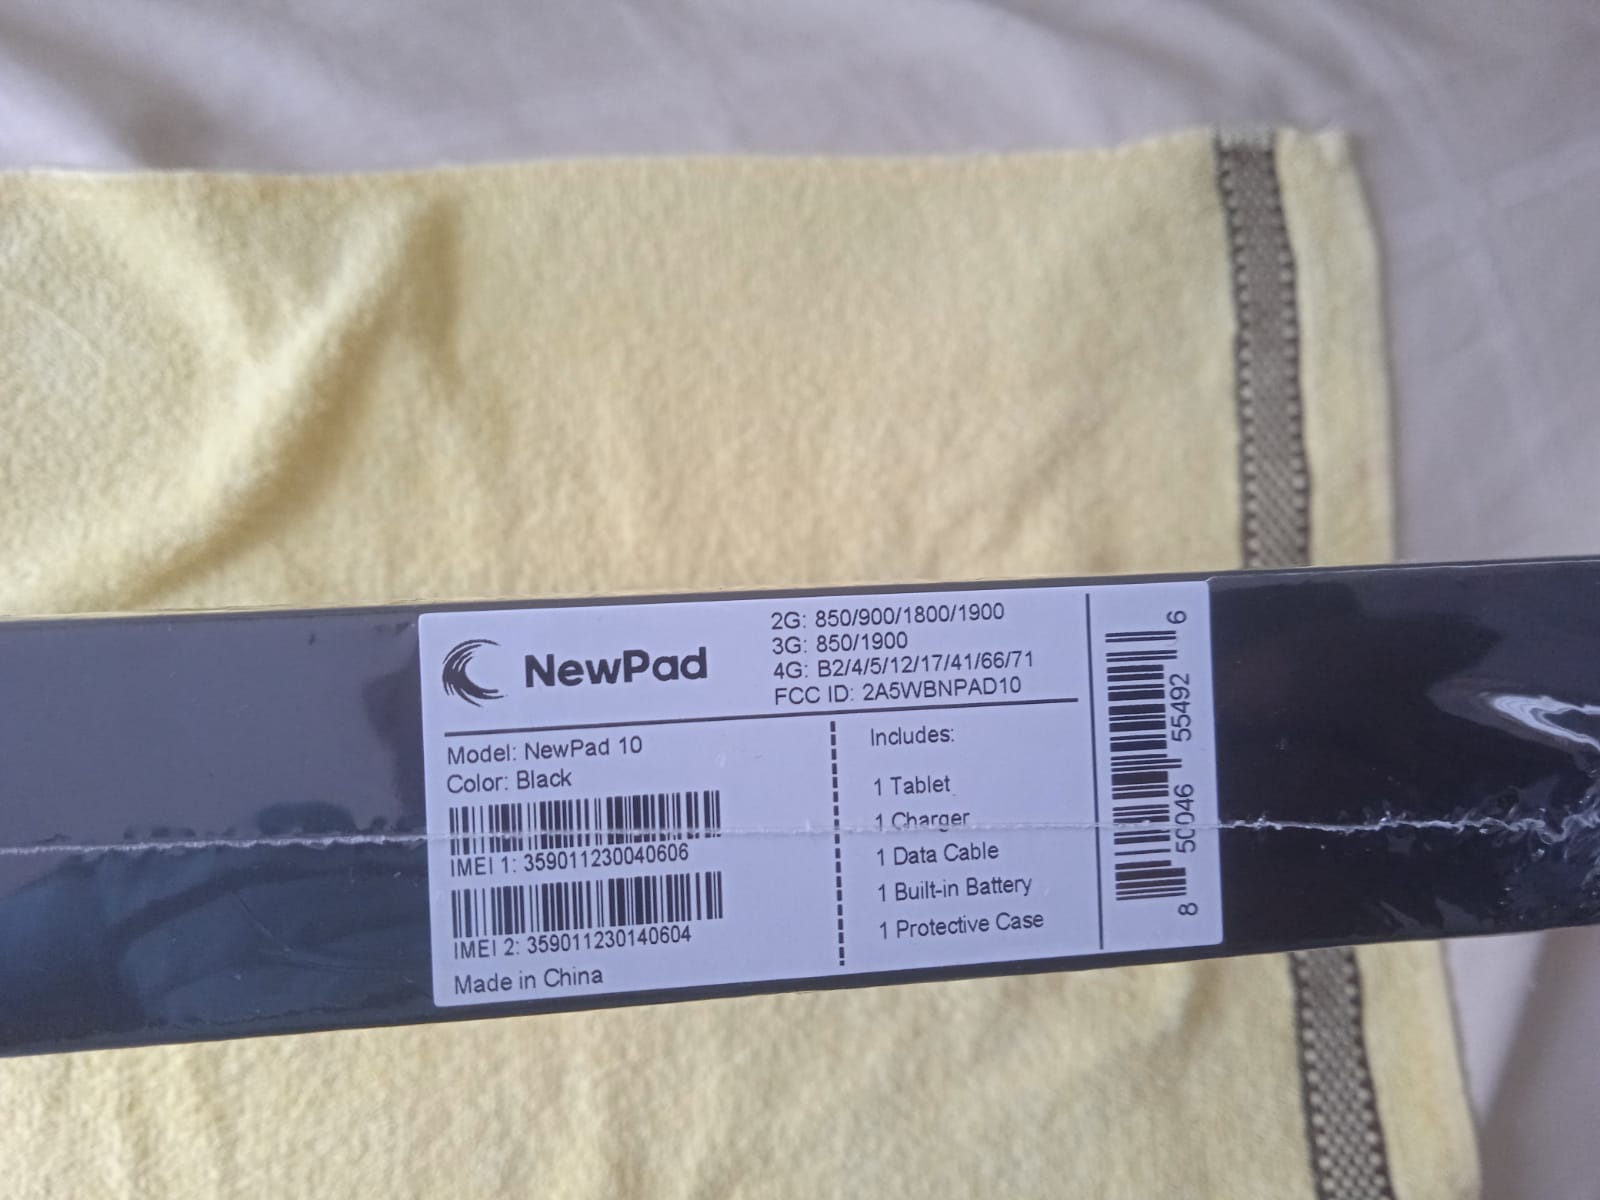 NewPad
2G: 850/900/1800/1900
3G: 850/1900
4G: B2/4/5/12/17/41/66/71
FCC ID: 2A5WBNPAD10
Model: NewPad 10
Color: Black
IMEI 1: 359011230040606
IMEI 2: 359011230140604
Made in China
Includes:
1 Tablet
1 Charger
1 Data Cable
1 Built-in Battery
1 Protective Case
8 50046 55492 6